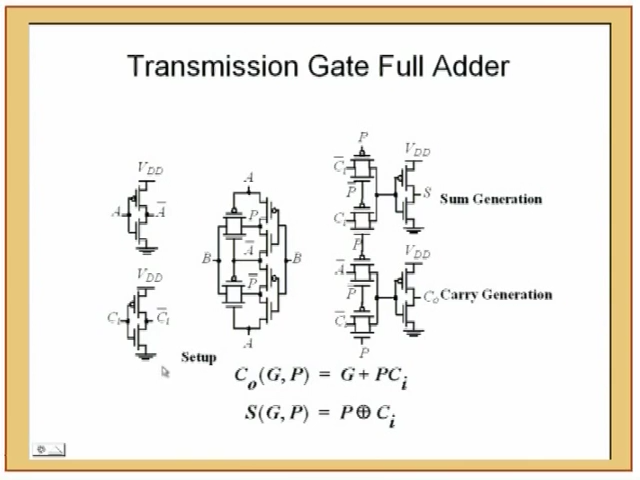 Transmission Gate Full Adder
V_DD
A
A̅
V_DD
C_i
C̅_i
Setup
A
P
B
A̅
B
P̅
A
P
V_DD
C̅_i
P̅
S
C_i
Sum Generation
P
V_DD
A̅
P̅
C_o
Carry Generation
C̅_i
P
C_o(G, P) = G + PC_i
S(G, P) = P ⊕ C_i